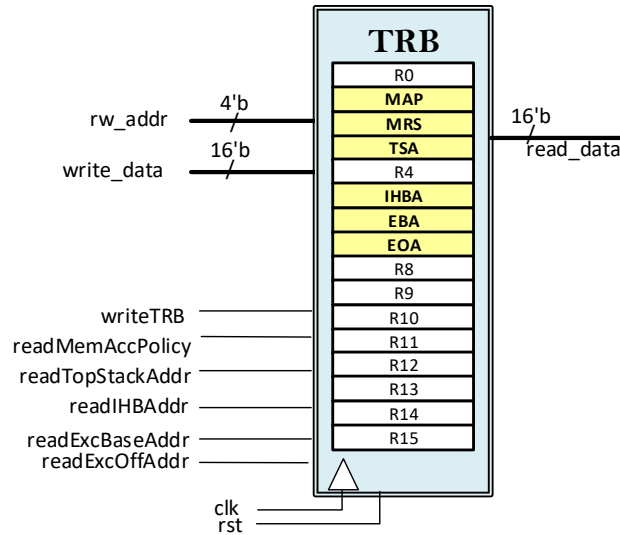 TRB
R0
MAP
MRS
TSA
R4
IHBA
EBA
EOA
R8
R9
R10
R11
R12
R13
R14
R15
rw_addr
4'b
write_data
16'b
16'b
read_data
writeTRB
readMemAccPolicy
readTopStackAddr
readIHBAddr
readExcBaseAddr
readExcOffAddr
clk
rst